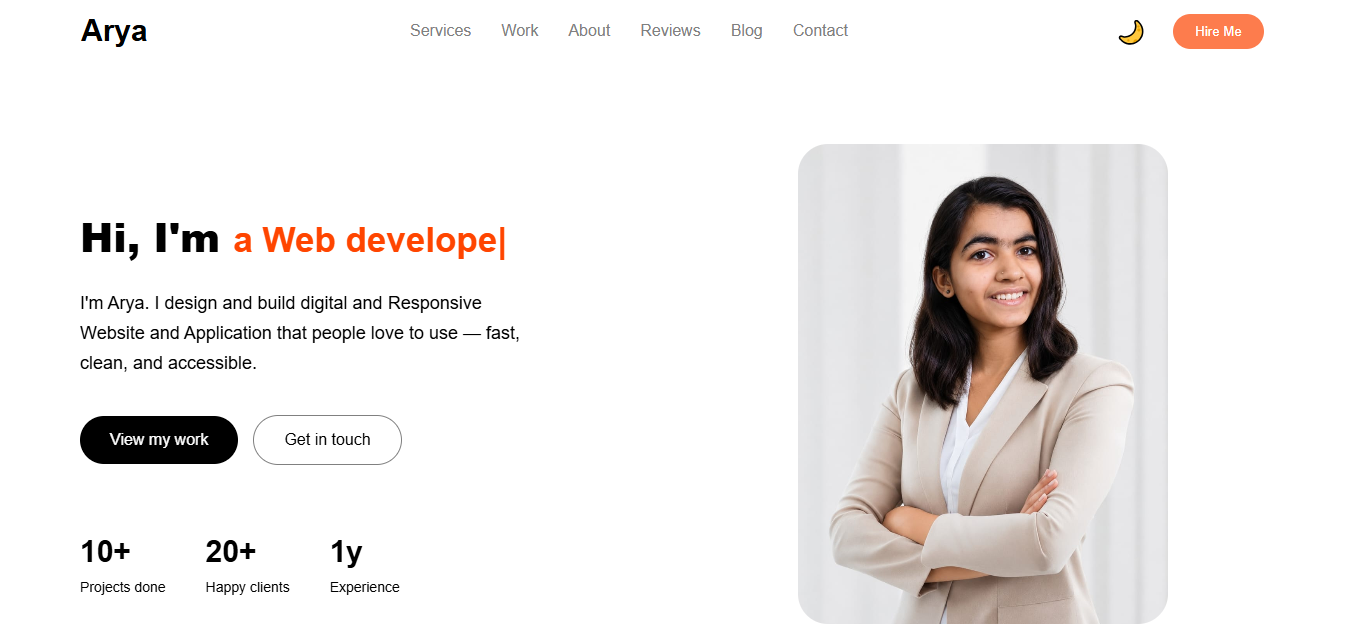 Arya
Services Work About Reviews Blog Contact
Hire Me
Hi, I'm a Web develope|
I'm Arya. I design and build digital and Responsive
Website and Application that people love to use — fast,
clean, and accessible.
View my work
Get in touch
10+ 20+ 1y
Projects done Happy clients Experience